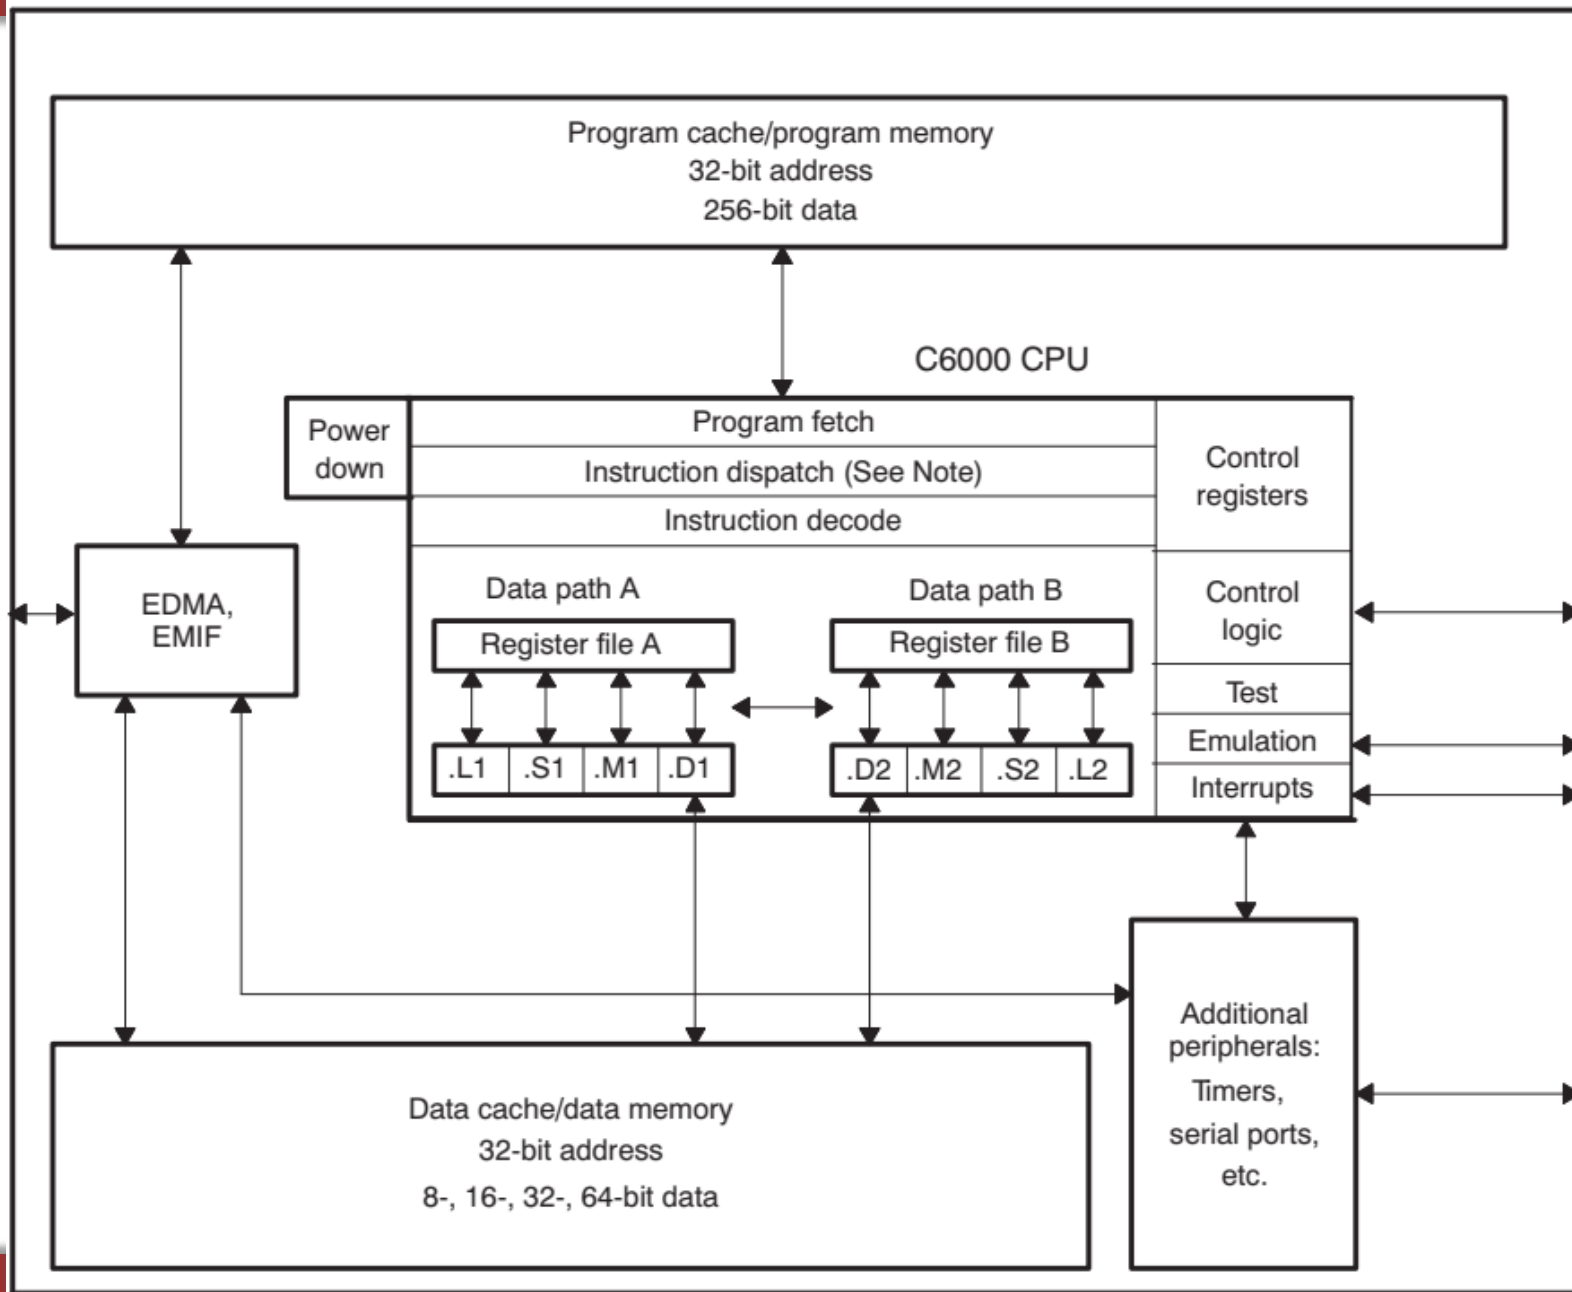 Program cache/program memory
32-bit address
256-bit data
C6000 CPU
Power
down
Program fetch
Instruction dispatch (See Note)
Instruction decode
Control
registers
EDMA,
EMIF
Data path A
Register file A
.L1 .S1 .M1 .D1
Data path B
Register file B
.D2 .M2 .S2 .L2
Control
logic
Test
Emulation
Interrupts
Data cache/data memory
32-bit address
8-, 16-, 32-, 64-bit data
Additional
peripherals:
Timers,
serial ports,
etc.